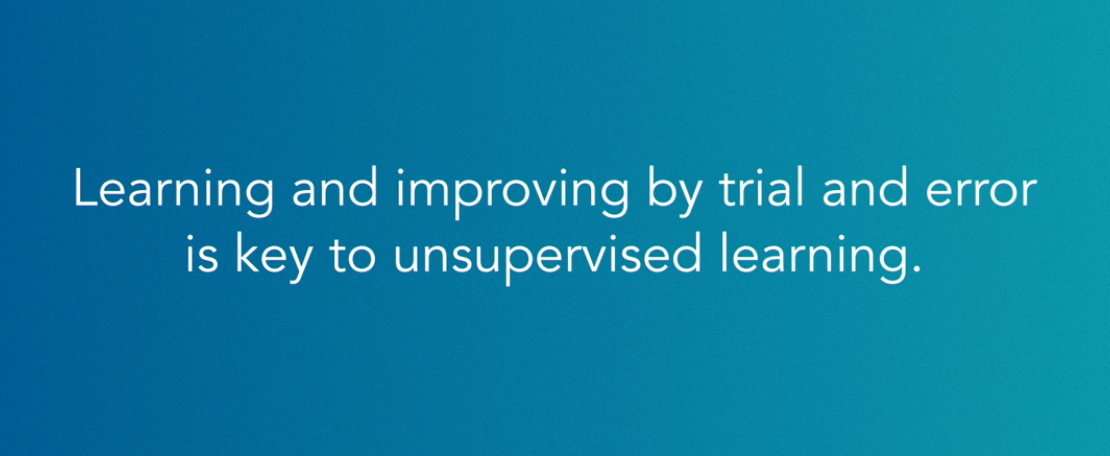 Learning and improving by trial and error
is key to unsupervised learning.